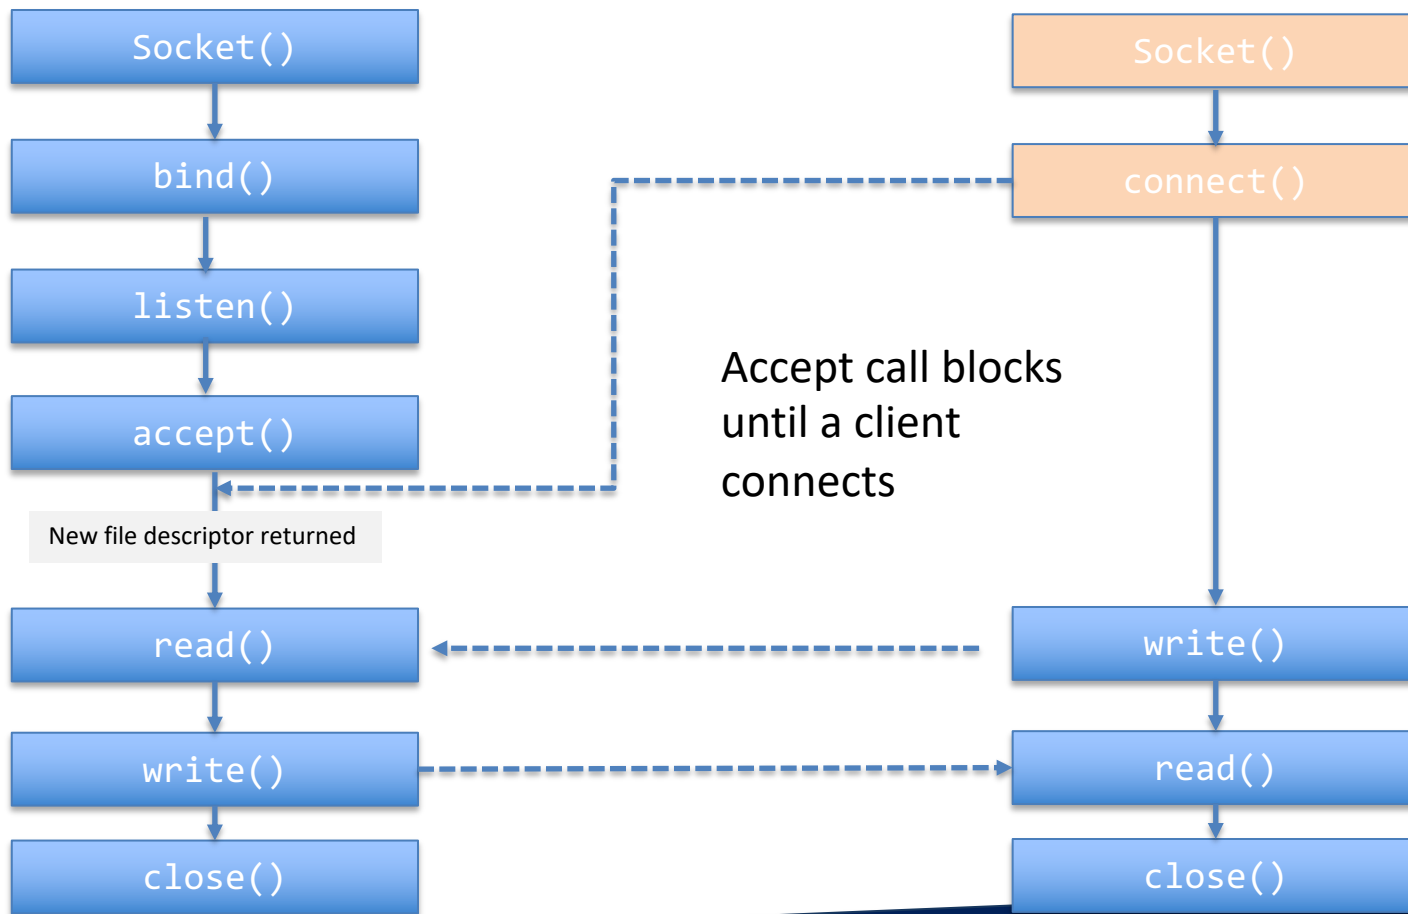 Socket()
bind()
listen()
accept()
New file descriptor returned
read()
write()
close()
Accept call blocks
until a client
connects
Socket()
connect()
write()
read()
close()